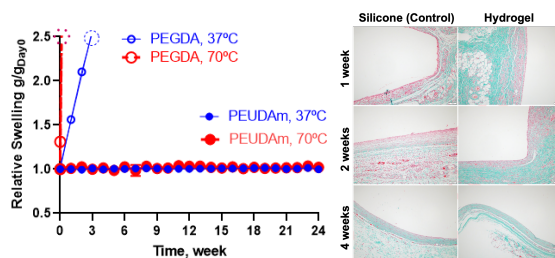 Relative Swelling g/gDay0
2.5
2.0
1.5
1.0
0.5
0
3
6
9
12
15
18
21
24
Time, week
PEGDA, 37ºC
PEGDA, 70ºC
PEUDAm, 37ºC
PEUDAm, 70ºC
Silicone (Control)
Hydrogel
1 week
2 weeks
4 weeks